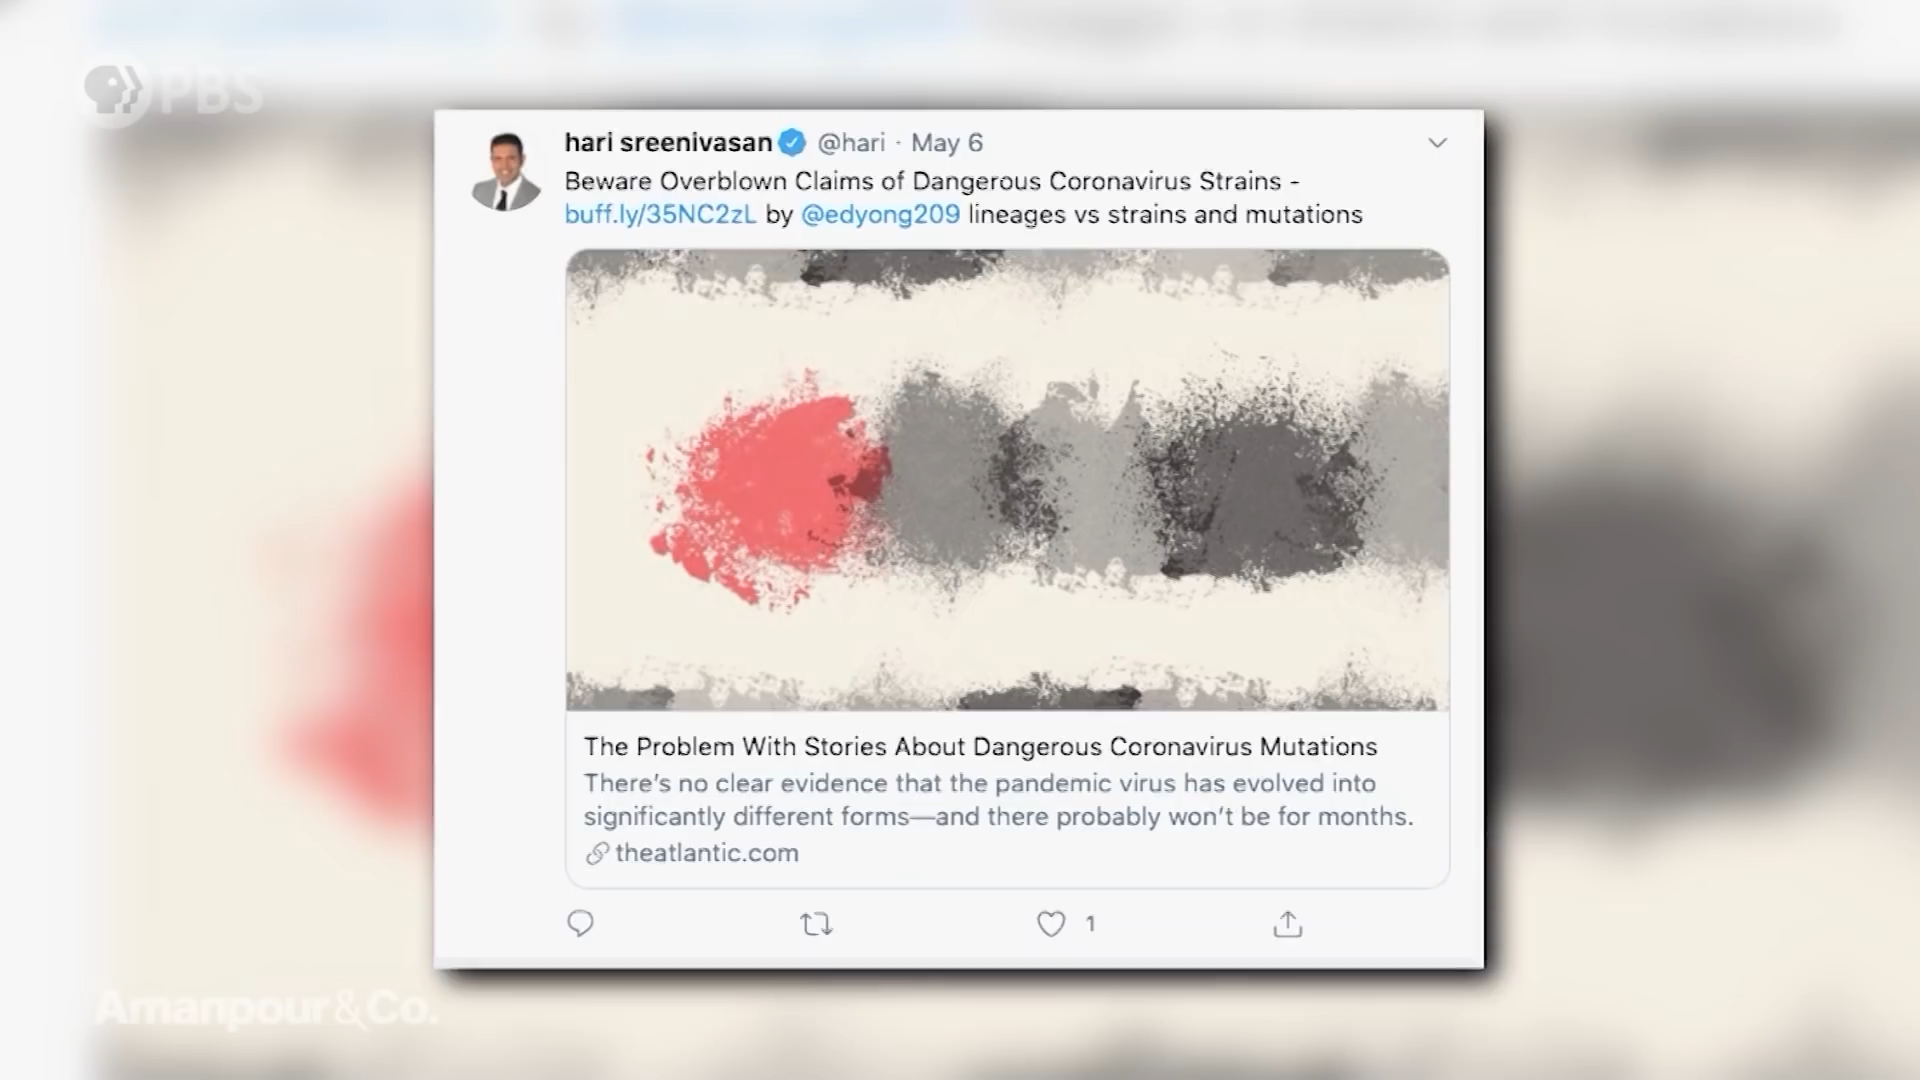 PBS
hari sreenivasan @hari · May 6
Beware Overblown Claims of Dangerous Coronavirus Strains -
buff.ly/35NC2zL by @edyong209 lineages vs strains and mutations
The Problem With Stories About Dangerous Coronavirus Mutations
There's no clear evidence that the pandemic virus has evolved into
significantly different forms—and there probably won't be for months.
theatlantic.com
1
Amanpour&Co.